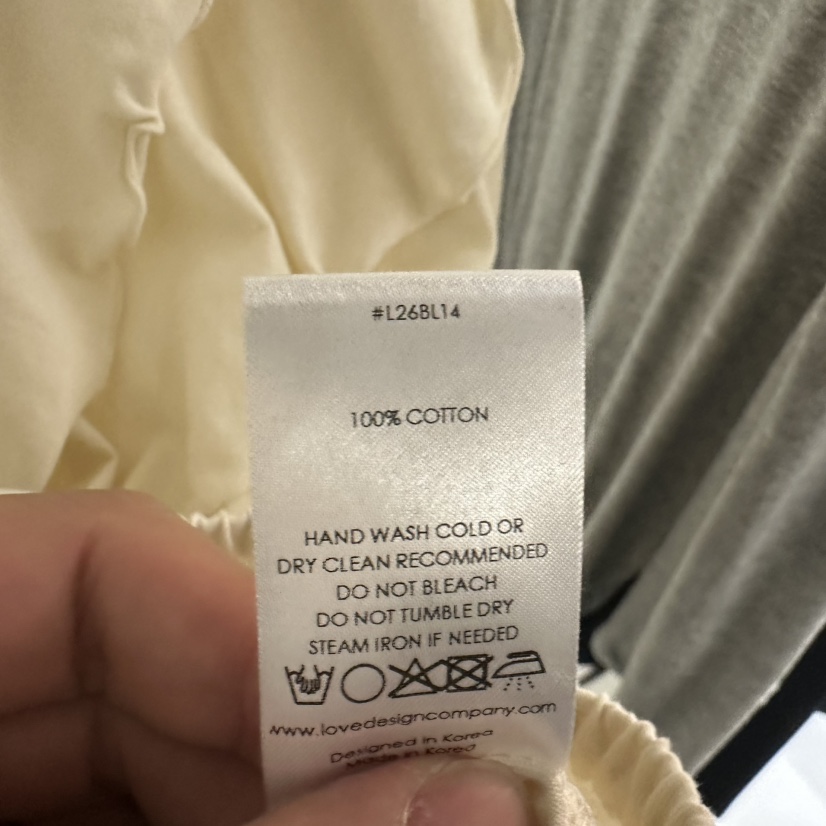 #L26BL14
100% COTTON
HAND WASH COLD OR
DRY CLEAN RECOMMENDED
DO NOT BLEACH
DO NOT TUMBLE DRY
STEAM IRON IF NEEDED
www.lovedesigncompany.com
Designed in Korea
Made in Korea